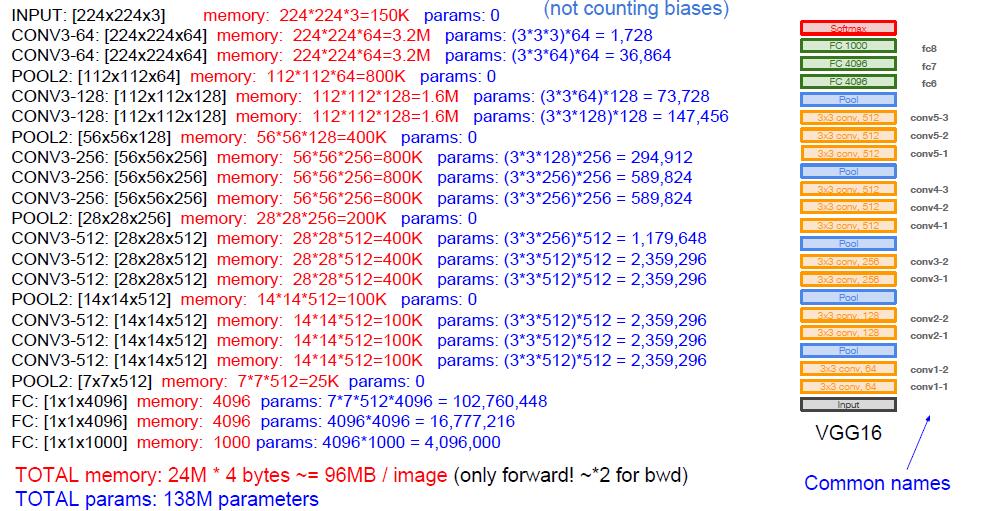 (not counting biases)
INPUT: [224x224x3] memory: 224*224*3=150K params: 0
CONV3-64: [224x224x64] memory: 224*224*64=3.2M params: (3*3*3)*64 = 1,728
CONV3-64: [224x224x64] memory: 224*224*64=3.2M params: (3*3*64)*64 = 36,864
POOL2: [112x112x64] memory: 112*112*64=800K params: 0
CONV3-128: [112x112x128] memory: 112*112*128=1.6M params: (3*3*64)*128 = 73,728
CONV3-128: [112x112x128] memory: 112*112*128=1.6M params: (3*3*128)*128 = 147,456
POOL2: [56x56x128] memory: 56*56*128=400K params: 0
CONV3-256: [56x56x256] memory: 56*56*256=800K params: (3*3*128)*256 = 294,912
CONV3-256: [56x56x256] memory: 56*56*256=800K params: (3*3*256)*256 = 589,824
CONV3-256: [56x56x256] memory: 56*56*256=800K params: (3*3*256)*256 = 589,824
POOL2: [28x28x256] memory: 28*28*256=200K params: 0
CONV3-512: [28x28x512] memory: 28*28*512=400K params: (3*3*256)*512 = 1,179,648
CONV3-512: [28x28x512] memory: 28*28*512=400K params: (3*3*512)*512 = 2,359,296
CONV3-512: [28x28x512] memory: 28*28*512=400K params: (3*3*512)*512 = 2,359,296
POOL2: [14x14x512] memory: 14*14*512=100K params: 0
CONV3-512: [14x14x512] memory: 14*14*512=100K params: (3*3*512)*512 = 2,359,296
CONV3-512: [14x14x512] memory: 14*14*512=100K params: (3*3*512)*512 = 2,359,296
CONV3-512: [14x14x512] memory: 14*14*512=100K params: (3*3*512)*512 = 2,359,296
POOL2: [7x7x512] memory: 7*7*512=25K params: 0
FC: [1x1x4096] memory: 4096 params: 7*7*512*4096 = 102,760,448
FC: [1x1x4096] memory: 4096 params: 4096*4096 = 16,777,216
FC: [1x1x1000] memory: 1000 params: 4096*1000 = 4,096,000
TOTAL memory: 24M * 4 bytes ~= 96MB / image (only forward! ~*2 for bwd)
TOTAL params: 138M parameters
Softmax
FC 1000 fc8
FC 4096 fc7
FC 4096 fc6
Pool
3x3 conv, 512 conv5-3
3x3 conv, 512 conv5-2
3x3 conv, 512 conv5-1
Pool
3x3 conv, 512 conv4-3
3x3 conv, 512 conv4-2
3x3 conv, 512 conv4-1
Pool
3x3 conv, 256 conv3-2
3x3 conv, 256 conv3-1
Pool
3x3 conv, 128 conv2-2
3x3 conv, 128 conv2-1
Pool
3x3 conv, 64 conv1-2
3x3 conv, 64 conv1-1
Input
VGG16
Common names